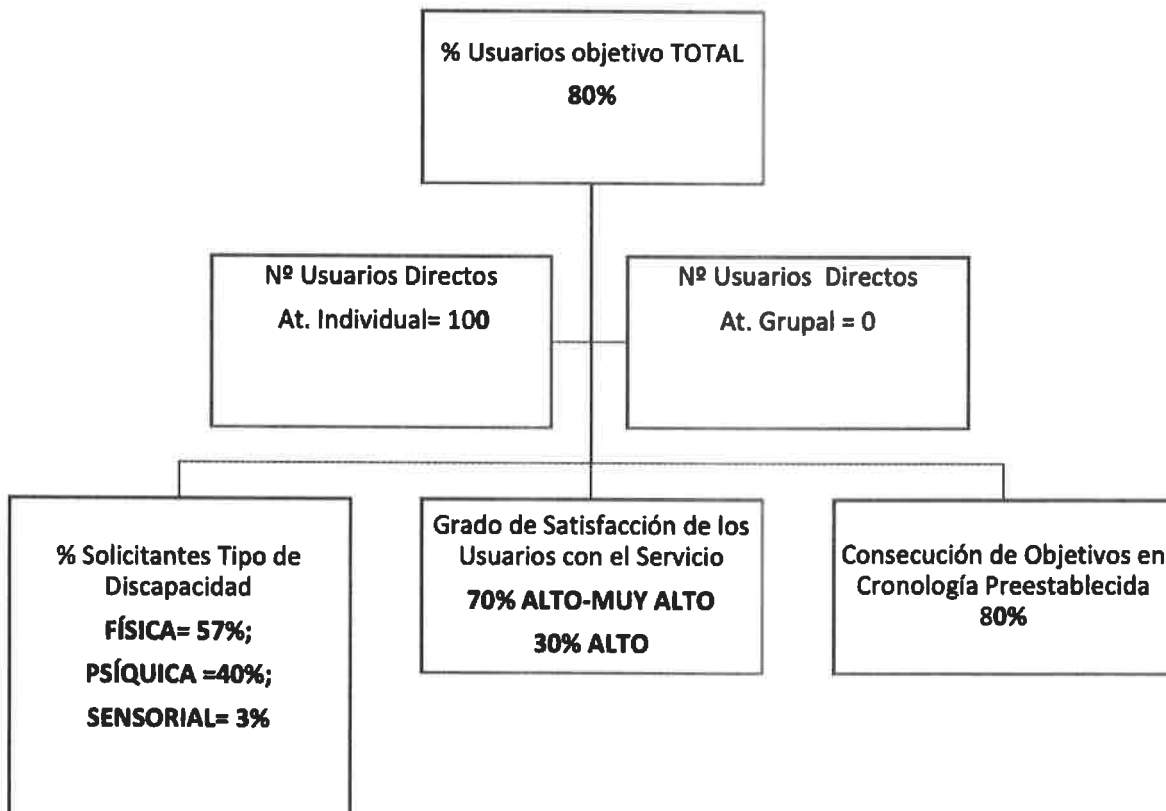 % Usuarios objetivo TOTAL
80%
Nº Usuarios Directos
At. Individual= 100
Nº Usuarios Directos
At. Grupal = 0
% Solicitantes Tipo de
Discapacidad
FÍSICA= 57%;
PSÍQUICA =40%;
SENSORIAL= 3%
Grado de Satisfacción de los
Usuarios con el Servicio
70% ALTO-MUY ALTO
30% ALTO
Consecución de Objetivos en
Cronología Preestablecida
80%